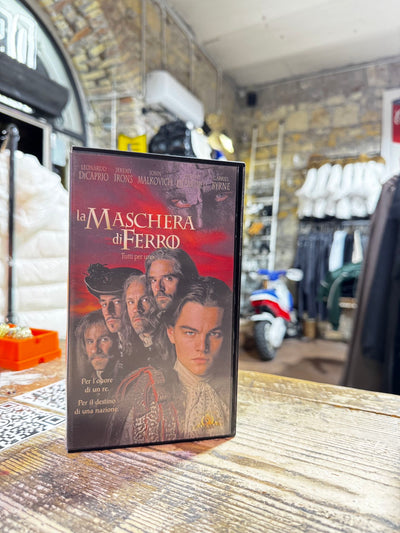 LEONARDO JEREMY JOHN GABRIEL
DiCAPRIO IRONS MALKOVICH BYRNE
la MASCHERA
di FERRO
Tutti per uno
Per l'onore
di un re.
Per il destino
di una nazione.